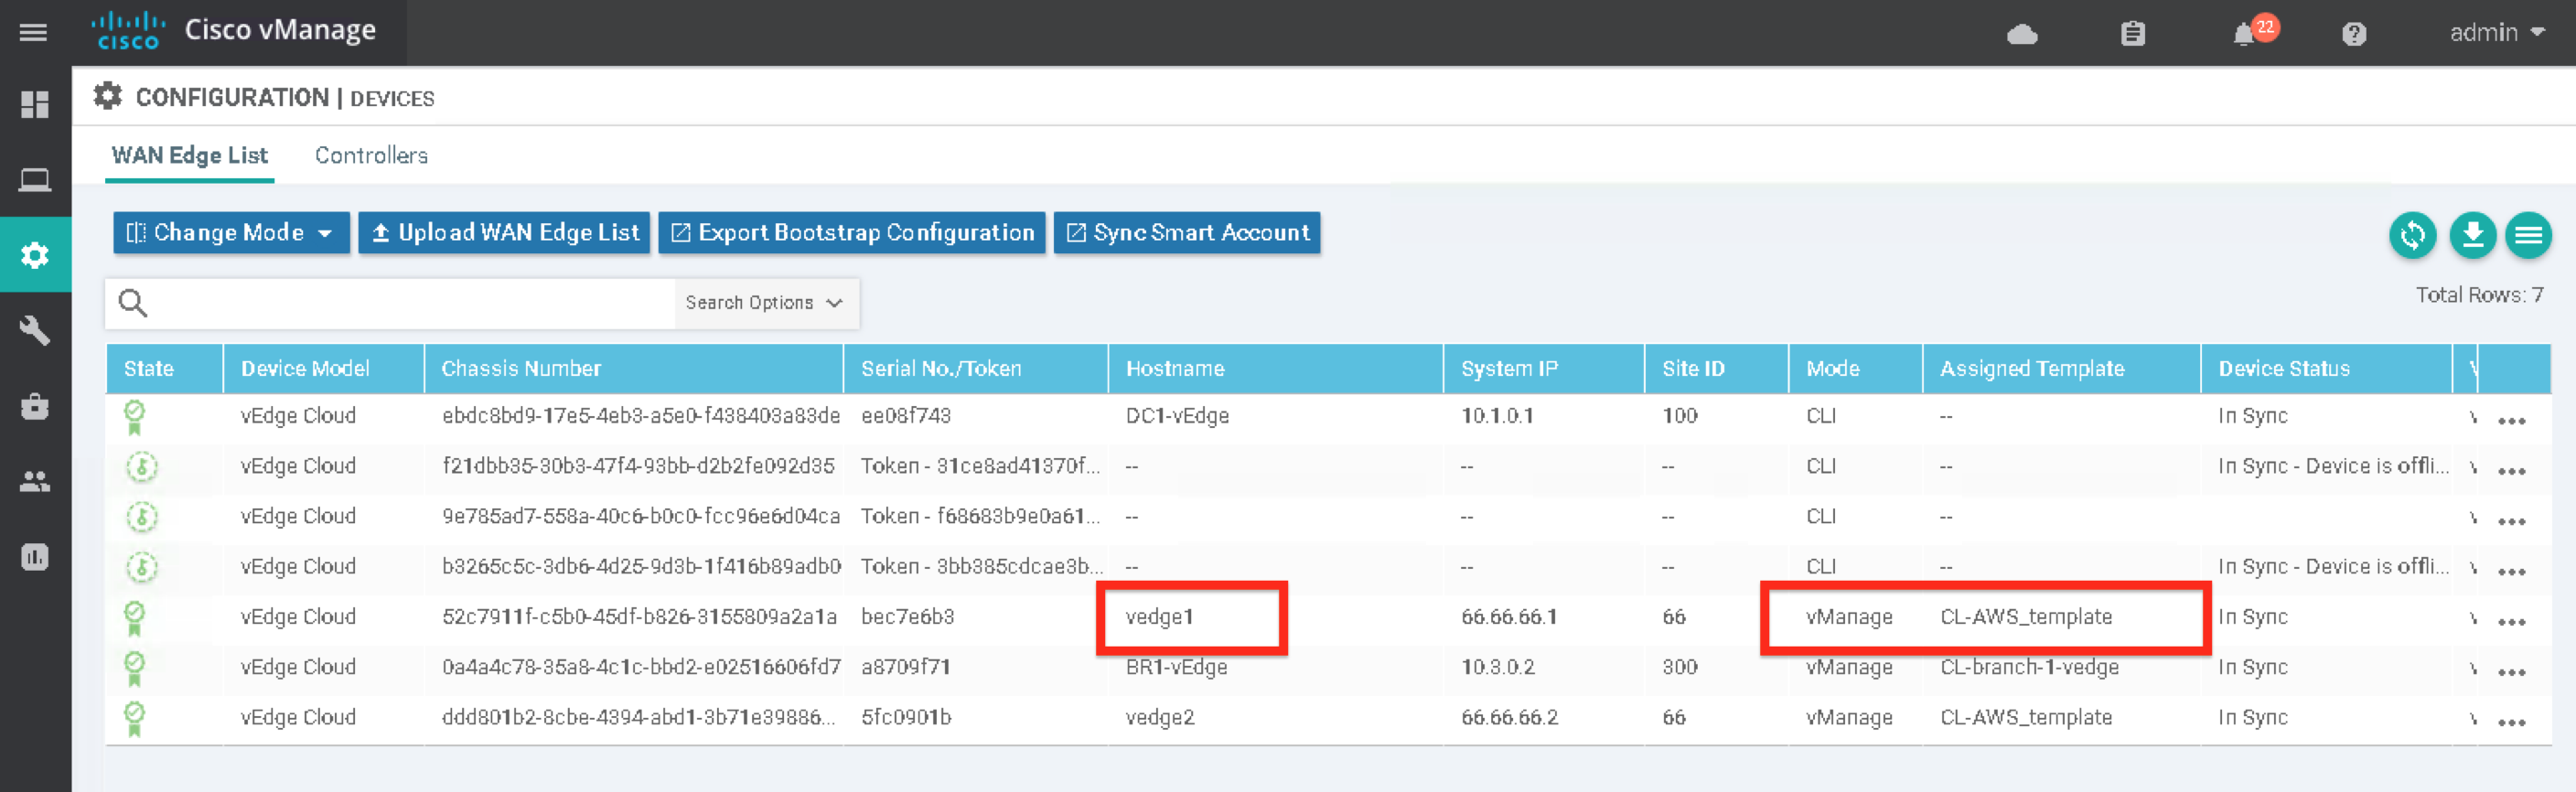 cisco Cisco vManage 22 admin
CONFIGURATION | DEVICES
WAN Edge List Controllers
Change Mode Upload WAN Edge List Export Bootstrap Configuration Sync Smart Account
Search Options Total Rows: 7
State Device Model Chassis Number Serial No./Token Hostname System IP Site ID Mode Assigned Template Device Status
vEdge Cloud ebdc8bd9-17e5-4eb3-a5e0-f438403a83de ee08f743 DC1-vEdge 10.1.0.1 100 CLI -- In Sync
vEdge Cloud f21dbb35-30b3-47f4-93bb-d2b2fe092d35 Token - 31ce8ad41370f... -- -- -- CLI -- In Sync - Device is offli...
vEdge Cloud 9e785ad7-558a-40c6-b0c0-fcc96e6d04ca Token - f68683b9e0a61... -- -- -- CLI --
vEdge Cloud b3265c5c-3db6-4d25-9d3b-1f416b89adb0 Token - 3bb385cdcae3b... -- -- -- CLI -- In Sync - Device is offli...
vEdge Cloud 52c7911f-c5b0-45df-b826-3155809a2a1a bec7e6b3 vedge1 66.66.66.1 66 vManage CL-AWS_template In Sync
vEdge Cloud 0a4a4c78-35a8-4c1c-bbd2-e02516606fd7 a8709f71 BR1-vEdge 10.3.0.2 300 vManage CL-branch-1-vedge In Sync
vEdge Cloud ddd801b2-8cbe-4394-abd1-3b71e39886... 5fc0901b vedge2 66.66.66.2 66 vManage CL-AWS_template In Sync